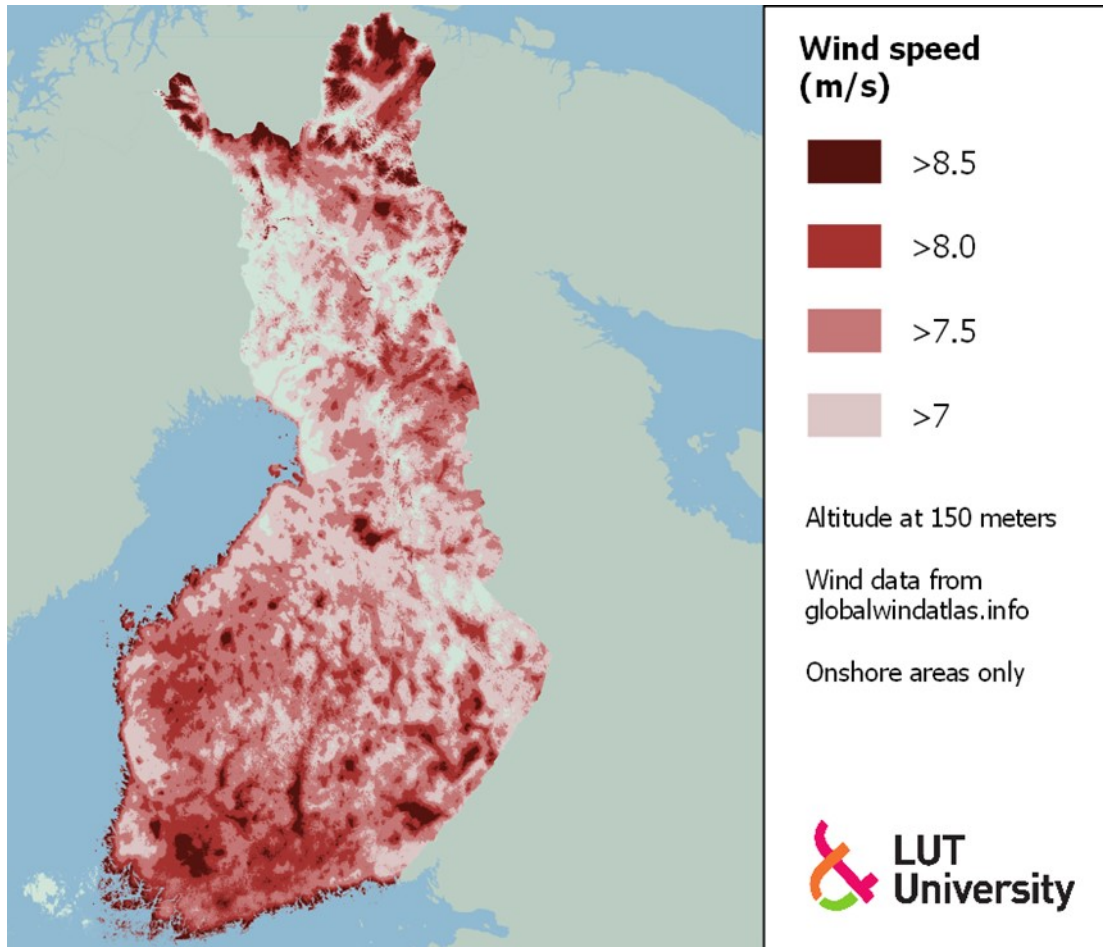 Wind speed
(m/s)
>8.5
>8.0
>7.5
>7
Altitude at 150 meters
Wind data from
globalwindatlas.info
Onshore areas only
LUT
University